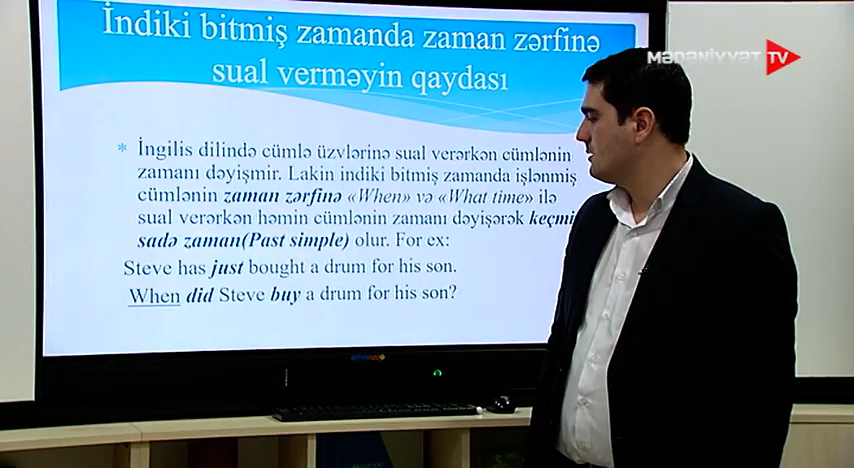 İndiki bitmiş zamanda zaman zərfinə
sual verməyin qaydası
MƏDƏNİYYƏT TV
* İngilis dilində cümlə üzvlərinə sual verərkən cümlənin
zamanı dəyişmir. Lakin indiki bitmiş zamanda işlənmiş
cümlənin zaman zərfinə «When» və «What time» ilə
sual verərkən həmin cümlənin zamanı dəyişərək
sadə zaman(Past simple) olur. For ex:
Steve has just bought a drum for his son.
When did Steve buy a drum for his son?